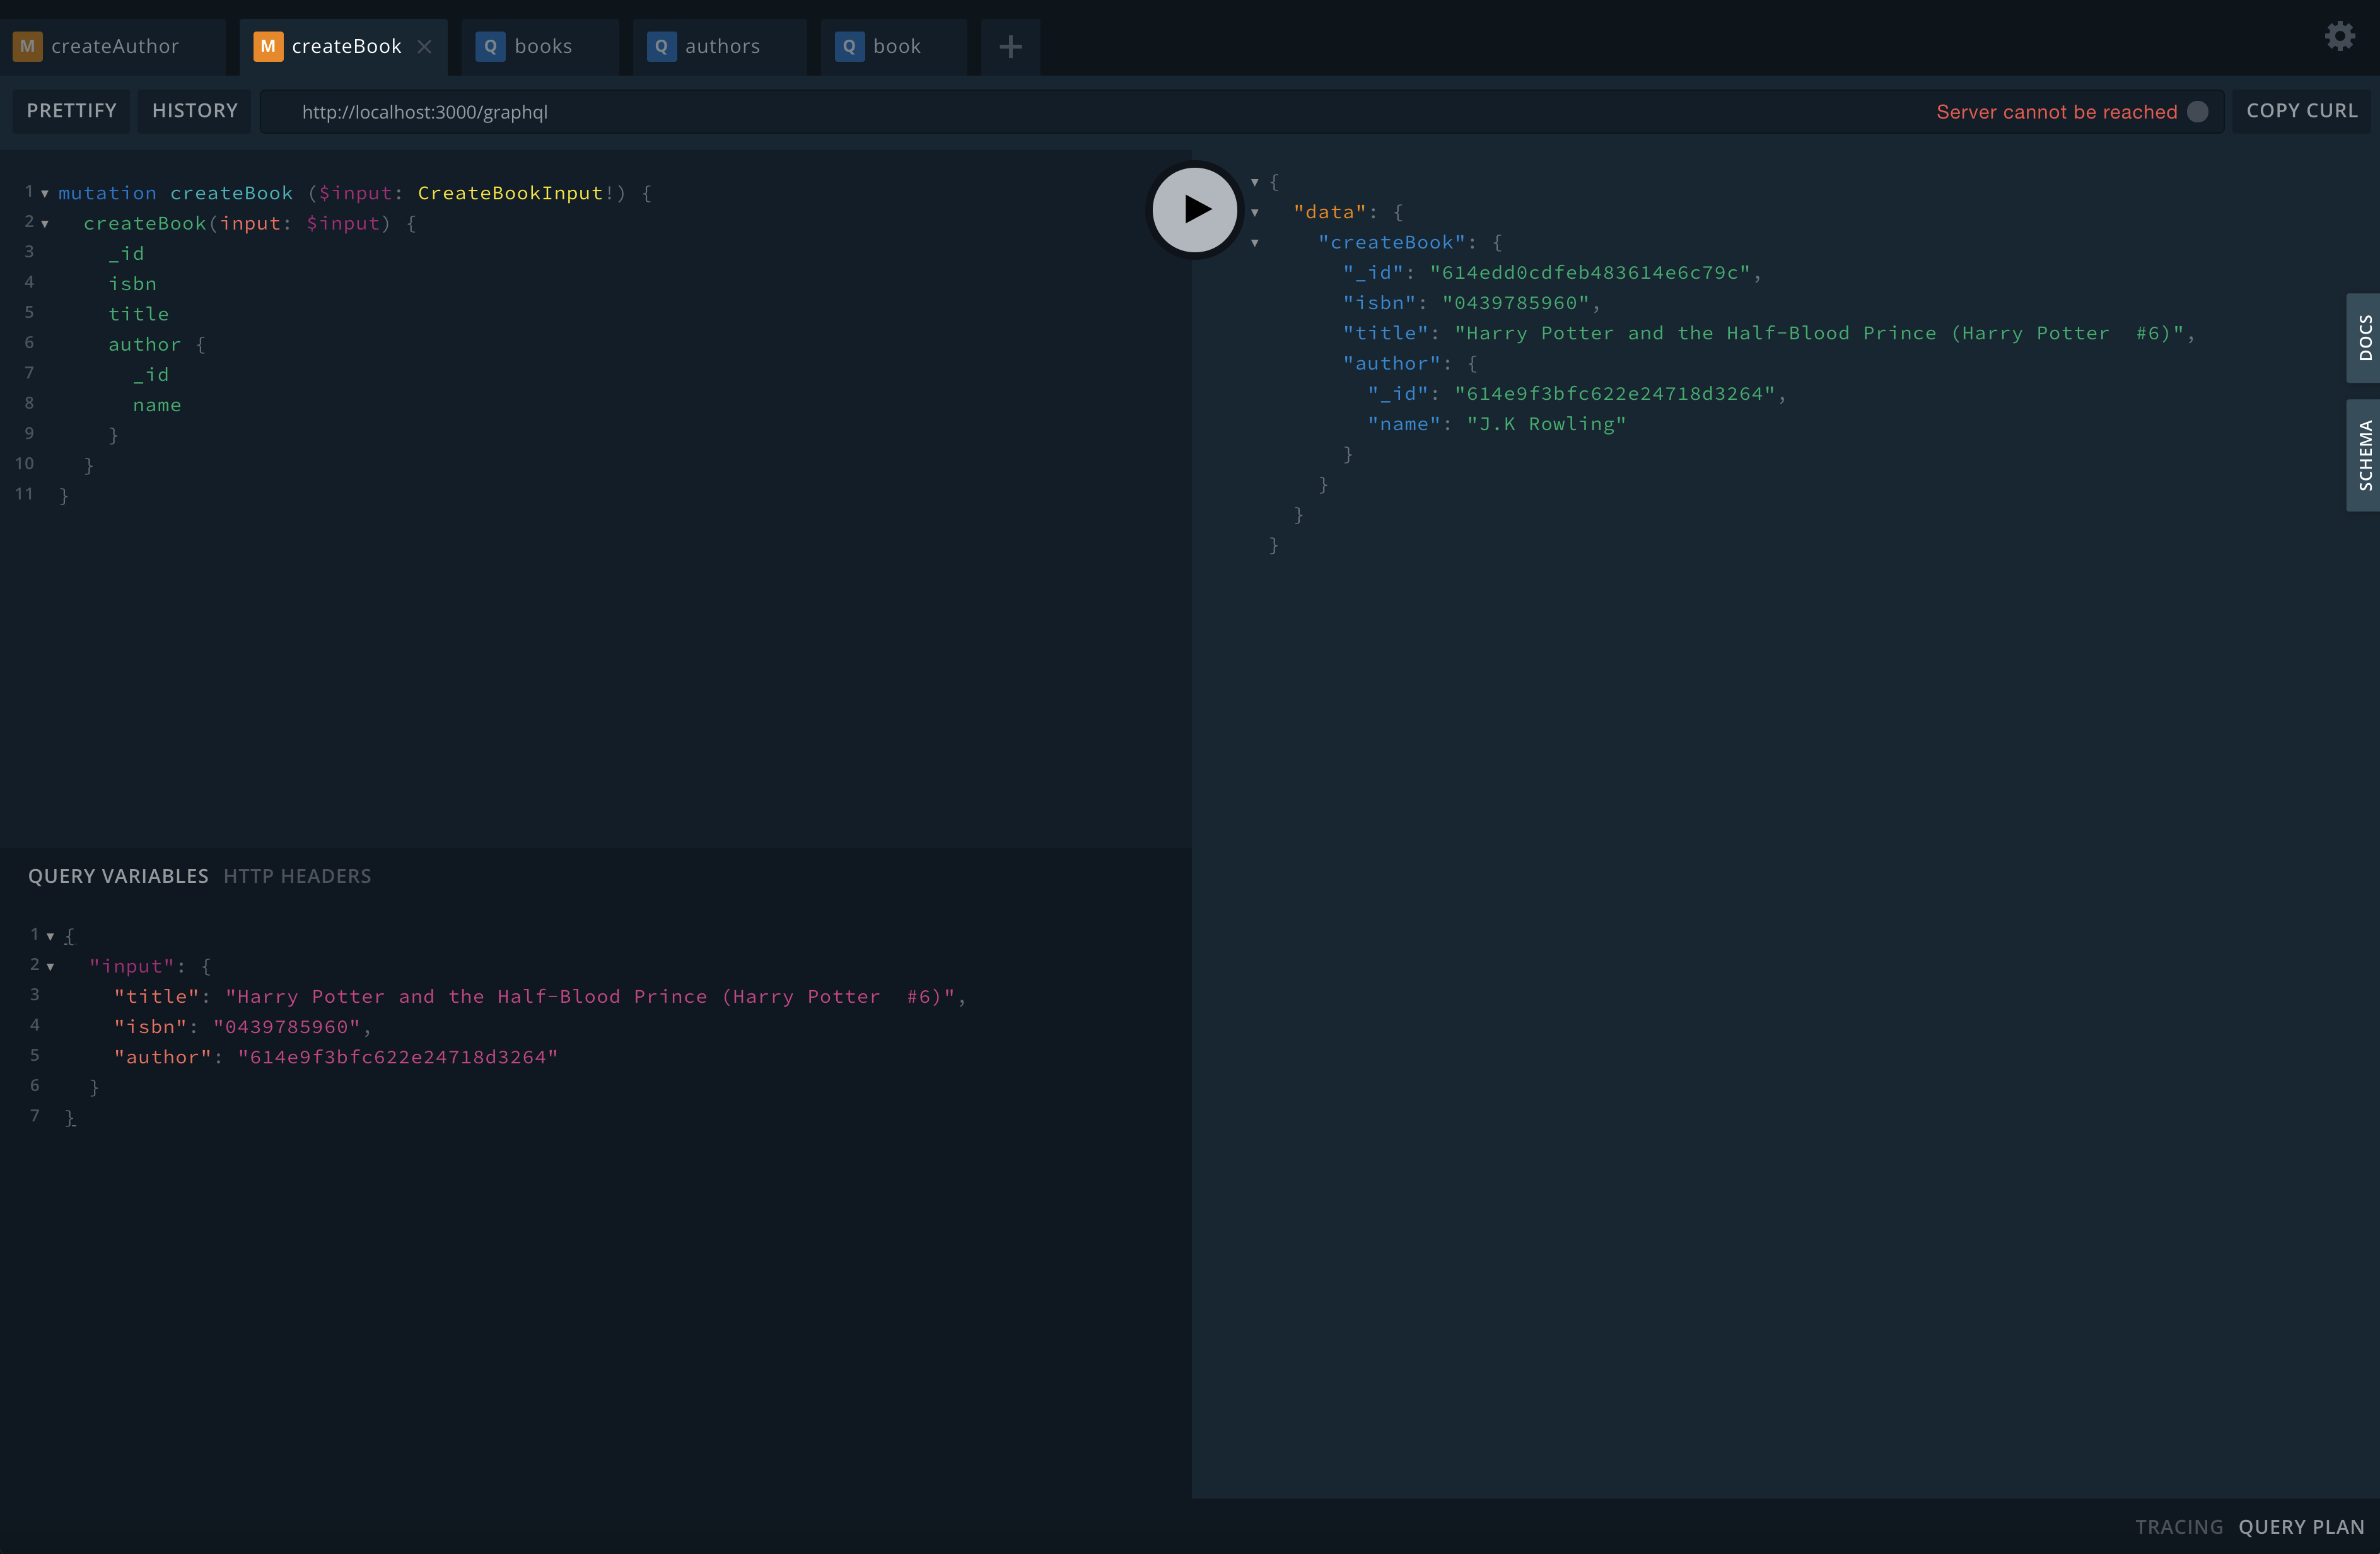 M createAuthor
M createBook ×
Q books
Q authors
Q book
+
PRETTIFY
HISTORY
http://localhost:3000/graphql
Server cannot be reached
COPY CURL
1 mutation createBook ($input: CreateBookInput!) {
2 createBook(input: $input) {
3 _id
4 isbn
5 title
6 author {
7 _id
8 name
9 }
10 }
11 }
QUERY VARIABLES
HTTP HEADERS
1 {
2 "input": {
3 "title": "Harry Potter and the Half-Blood Prince (Harry Potter  #6)",
4 "isbn": "0439785960",
5 "author": "614e9f3bfc622e24718d3264"
6 }
7 }
{
"data": {
"createBook": {
"_id": "614edd0cdfeb483614e6c79c",
"isbn": "0439785960",
"title": "Harry Potter and the Half-Blood Prince (Harry Potter  #6)",
"author": {
"_id": "614e9f3bfc622e24718d3264",
"name": "J.K Rowling"
}
}
}
}
DOCS
SCHEMA
TRACING
QUERY PLAN